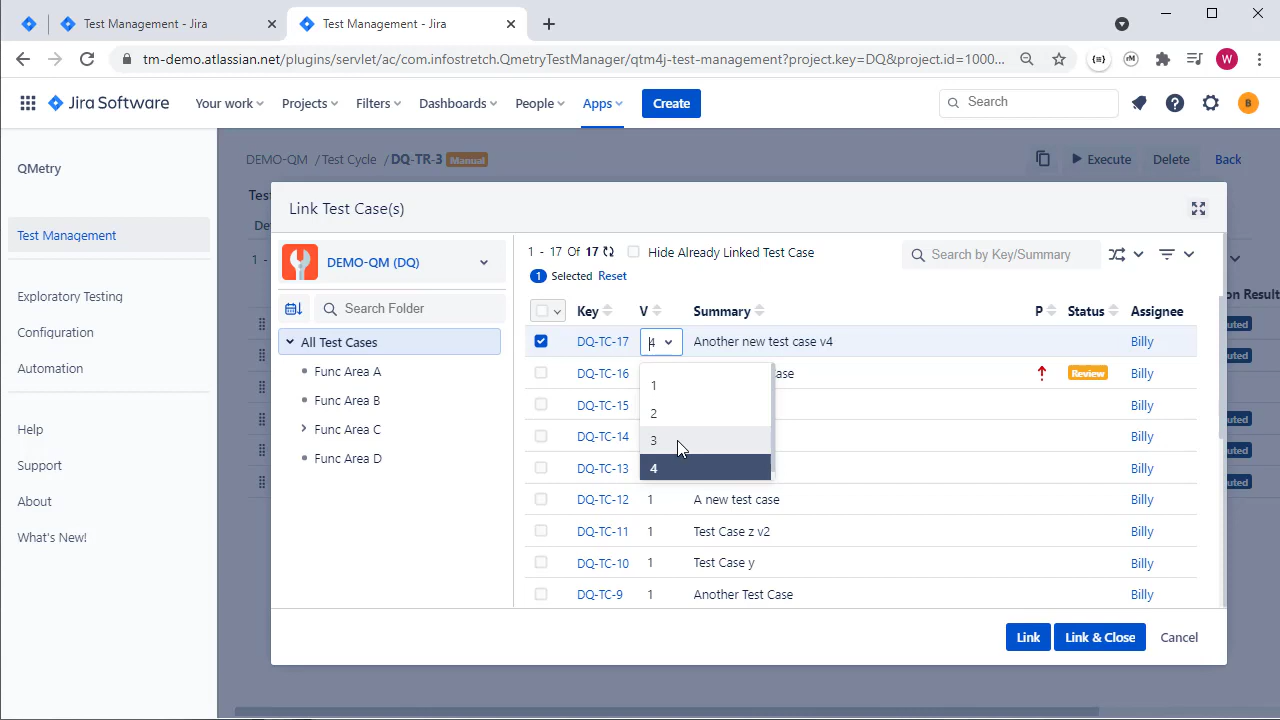 Test Management - Jira
Test Management - Jira
tm-demo.atlassian.net/plugins/servlet/ac/com.infostretch.QmetryTestManager/qtm4j-test-management?project.key=DQ&project.id=1000...
W
Jira Software
Your work
Projects
Filters
Dashboards
People
Apps
Create
Search
B
QMetry
Test Management
Exploratory Testing
Configuration
Automation
Help
Support
About
What's New!
DEMO-QM / Test Cycle / DQ-TR-3 Manual
Execute
Delete
Back
Link Test Case(s)
DEMO-QM (DQ)
Search Folder
All Test Cases
Func Area A
Func Area B
Func Area C
Func Area D
1 - 17 Of 17
Hide Already Linked Test Case
Search by Key/Summary
1 Selected Reset
Key V Summary P Status Assignee
DQ-TC-17 4 Another new test case v4 Billy
DQ-TC-16 Review Billy
DQ-TC-15 Billy
DQ-TC-14 Billy
DQ-TC-13 Billy
DQ-TC-12 1 A new test case Billy
DQ-TC-11 1 Test Case z v2 Billy
DQ-TC-10 1 Test Case y Billy
DQ-TC-9 1 Another Test Case Billy
1
2
3
4
Link
Link & Close
Cancel